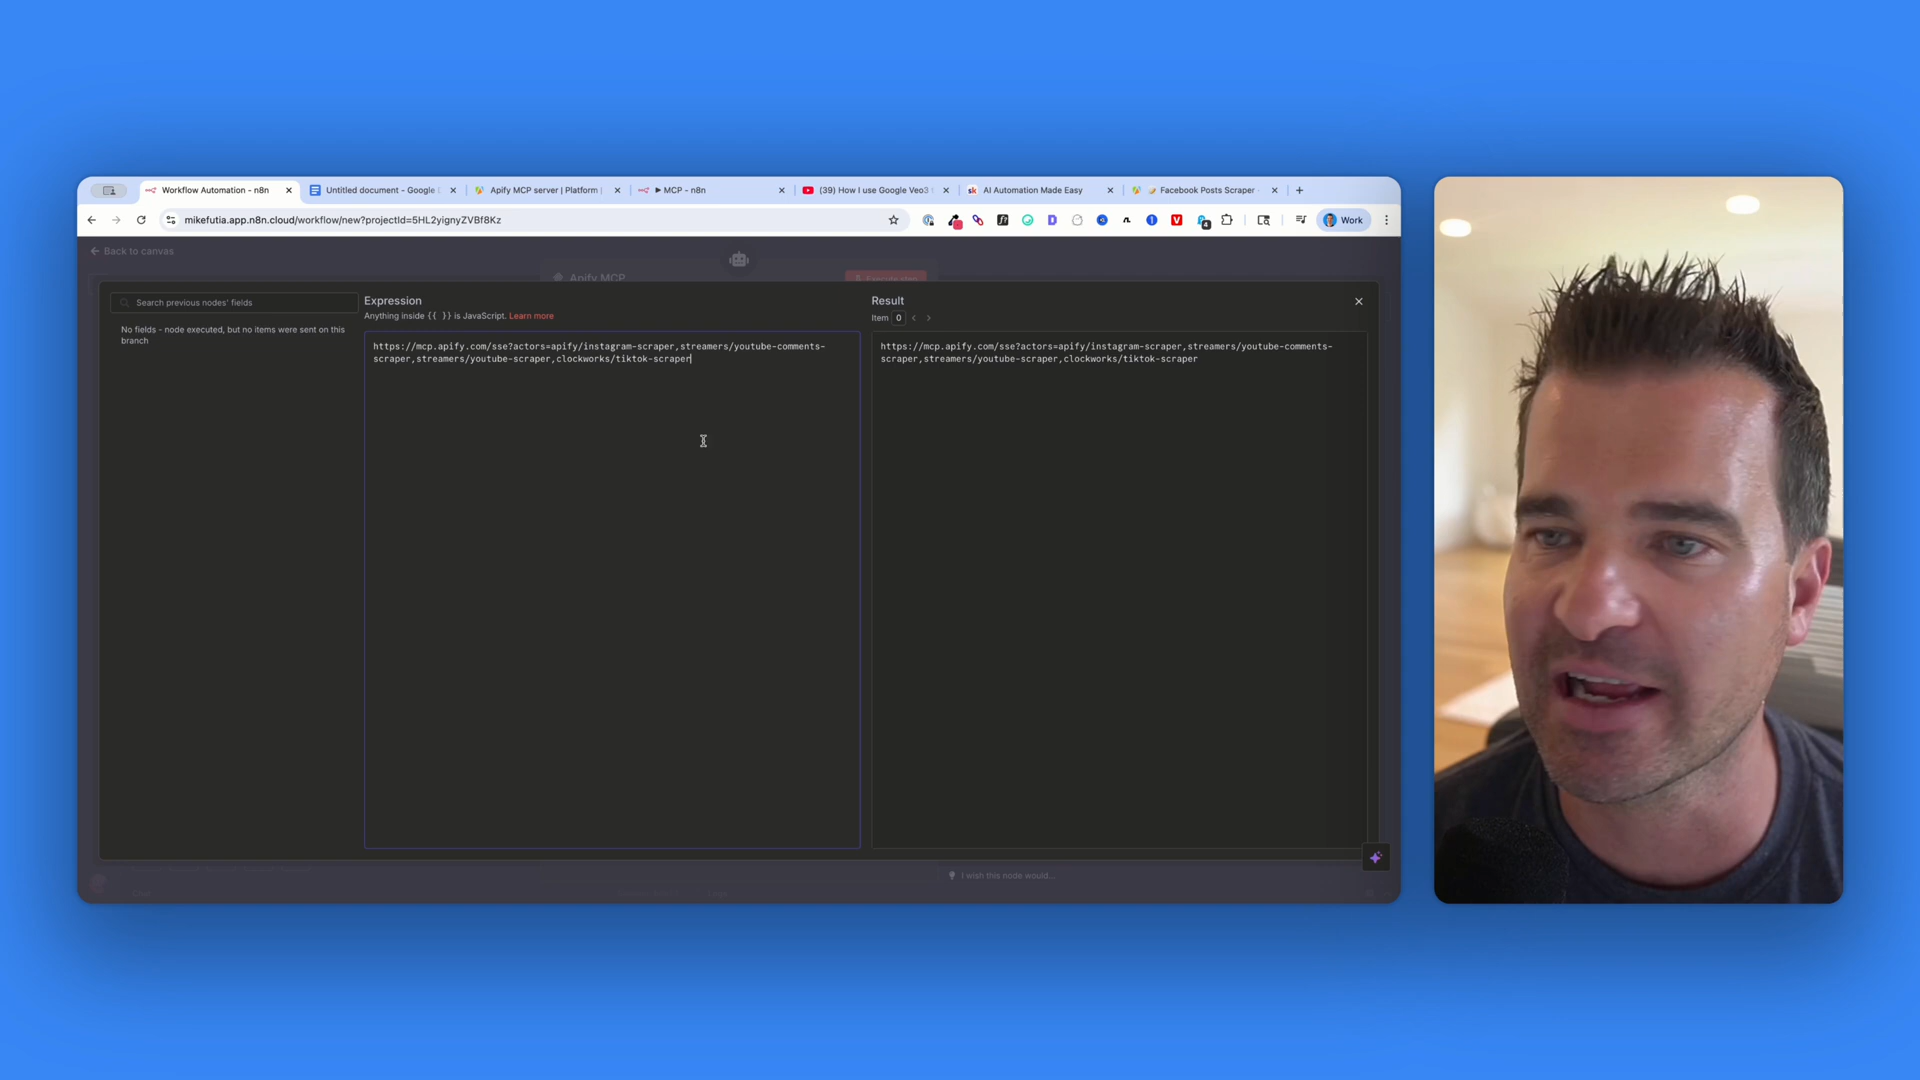 Workflow Automation - n8n
Untitled document - Google
Apify MCP server | Platform
MCP - n8n
(39) How I use Google Veo3
AI Automation Made Easy
Facebook Posts Scraper
mikefutia.app.n8n.cloud/workflow/new?projectId=5HL2yignyZVBf8Kz
Work
Back to canvas
Apify MCP
Execute step
Search previous nodes' fields
No fields - node executed, but no items were sent on this
branch
Expression
Anything inside {{ }} is JavaScript. Learn more
https://mcp.apify.com/sse?actors=apify/instagram-scraper,streamers/youtube-comments-
scraper,streamers/youtube-scraper,clockworks/tiktok-scraper
Result
Item 0
https://mcp.apify.com/sse?actors=apify/instagram-scraper,streamers/youtube-comments-
scraper,streamers/youtube-scraper,clockworks/tiktok-scraper
I wish this node would...
Chat